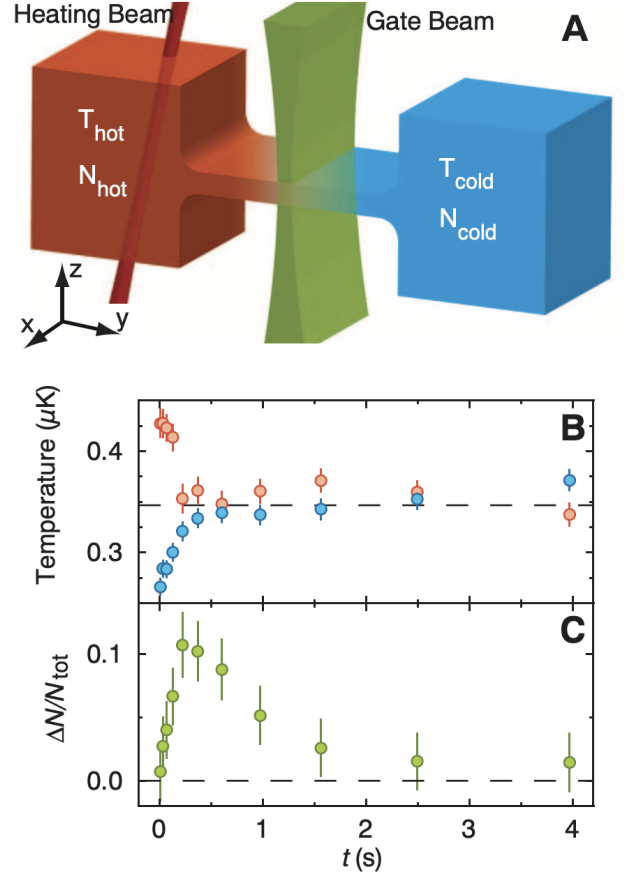 Heating Beam
Gate Beam
A
T_hot
N_hot
T_cold
N_cold
z
x
y
B
Temperature (μK)
0.4
0.3
C
ΔN/N_tot
0.1
0.0
0 1 2 3 4
t (s)